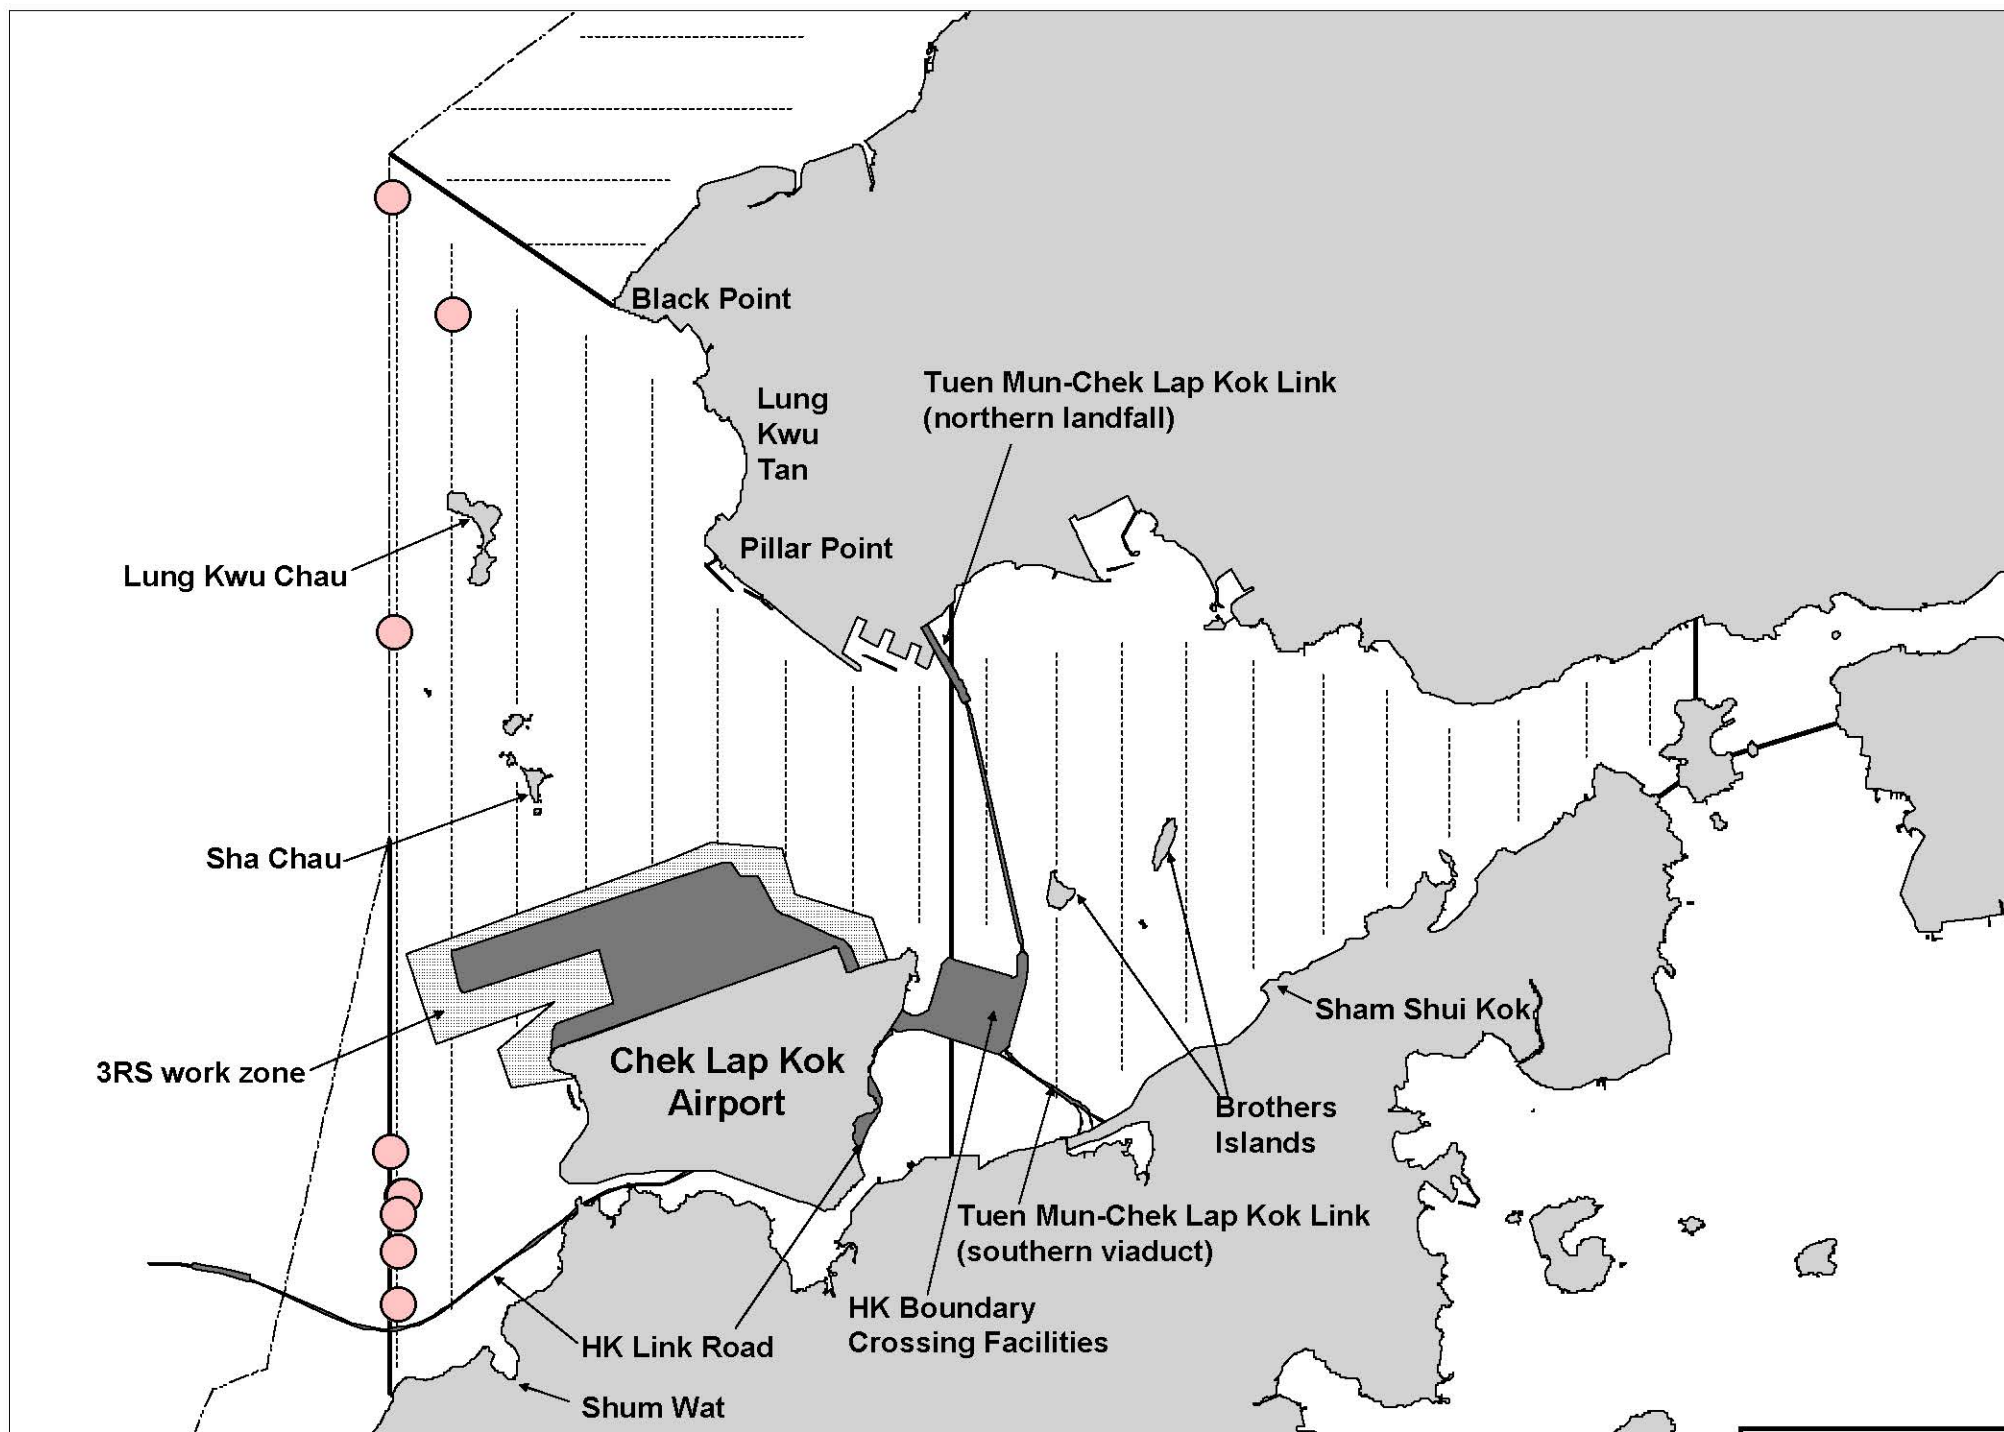 Black Point
Tuen Mun-Chek Lap Kok Link
(northern landfall)
Lung
Kwu
Tan
Pillar Point
Lung Kwu Chau
Sha Chau
Sham Shui Kok
3RS work zone
Chek Lap Kok
Airport
Brothers
Islands
Tuen Mun-Chek Lap Kok Link
(southern viaduct)
HK Boundary
Crossing Facilities
HK Link Road
Shum Wat